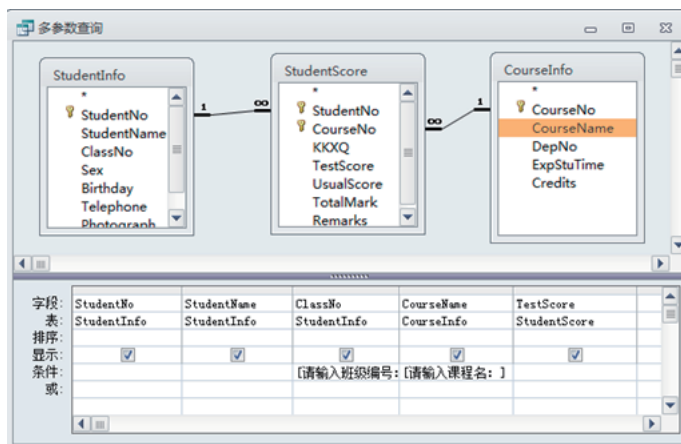 多参数查询
StudentInfo
*
StudentNo
StudentName
ClassNo
Sex
Birthday
Telephone
Photograph
1
∞
StudentScore
*
StudentNo
CourseNo
KKXQ
TestScore
UsualScore
TotalMark
Remarks
∞
1
CourseInfo
*
CourseNo
CourseName
DepNo
ExpStuTime
Credits
字段: StudentNo StudentName ClassNo CourseName TestScore
表: StudentInfo StudentInfo StudentInfo CourseInfo StudentScore
排序:
显示:
条件: [请输入班级编号: [请输入课程名: ]
或: